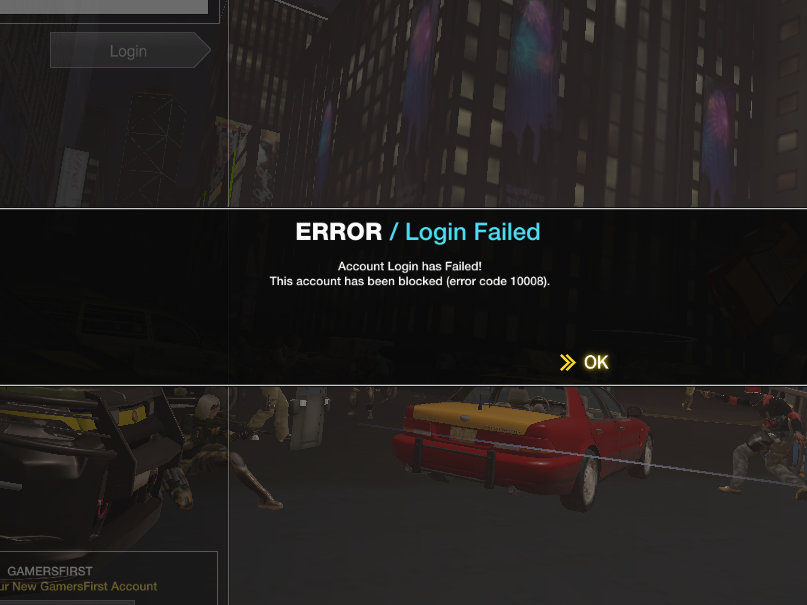 Login
ERROR / Login Failed
Account Login has Failed!
This account has been blocked (error code 10008).
OK
GAMERSFIRST
ur New GamersFirst Account